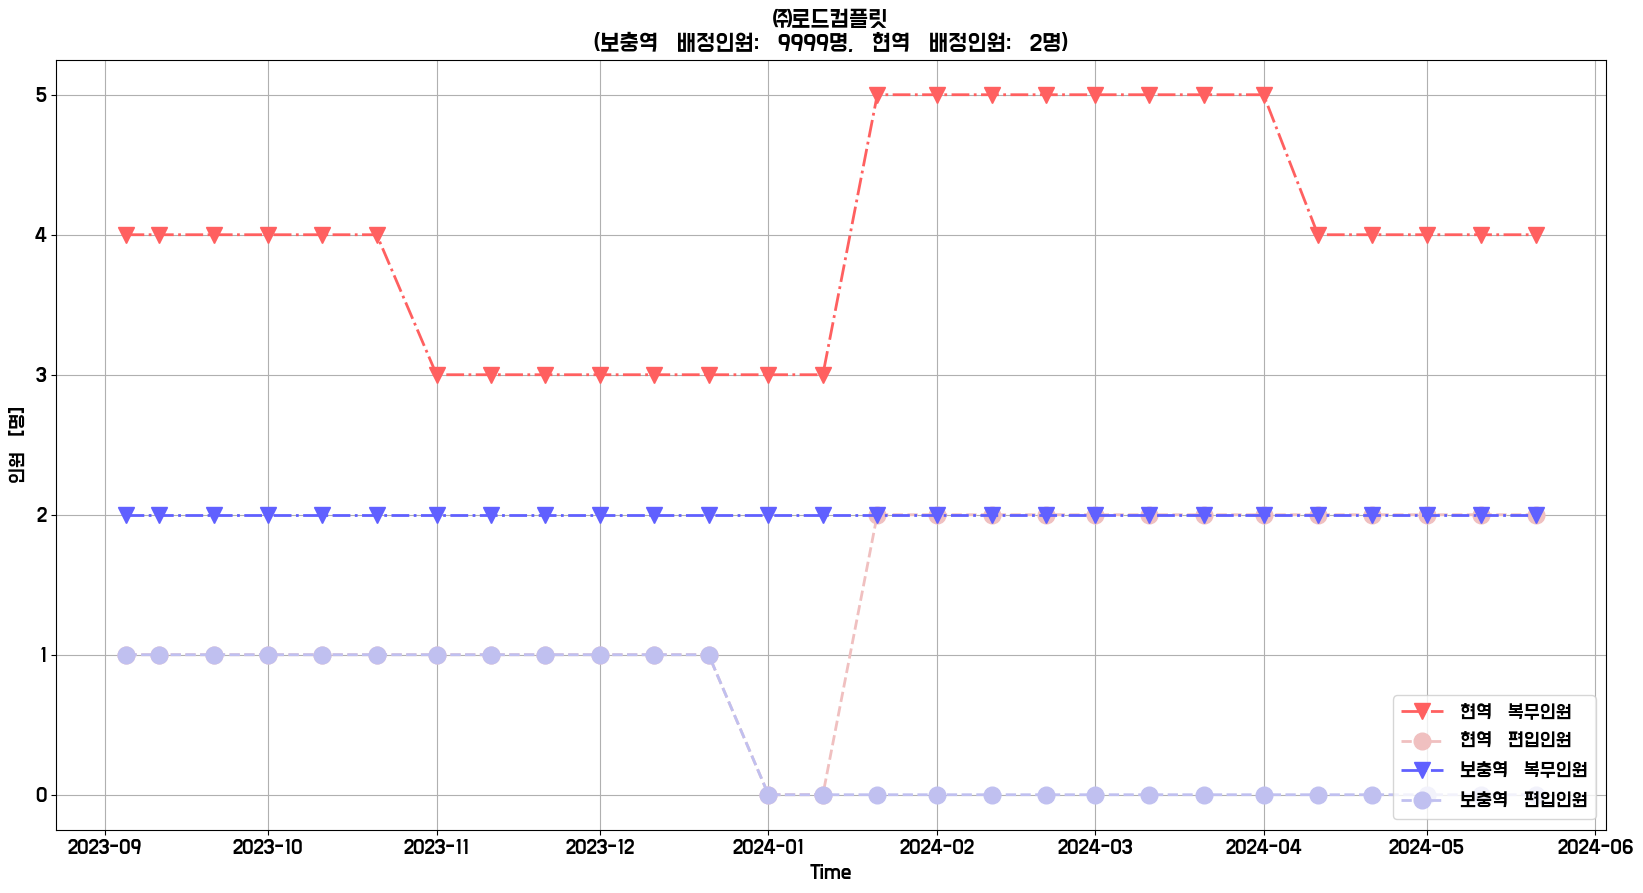 ㈜로드컴플릿
(보충역 배정인원: 9999명, 현역 배정인원: 2명)
인원 [명]
5
4
3
2
1
0
현역 복무인원
현역 편입인원
보충역 복무인원
보충역 편입인원
2023-09 2023-10 2023-11 2023-12 2024-01 2024-02 2024-03 2024-04 2024-05 2024-06
Time